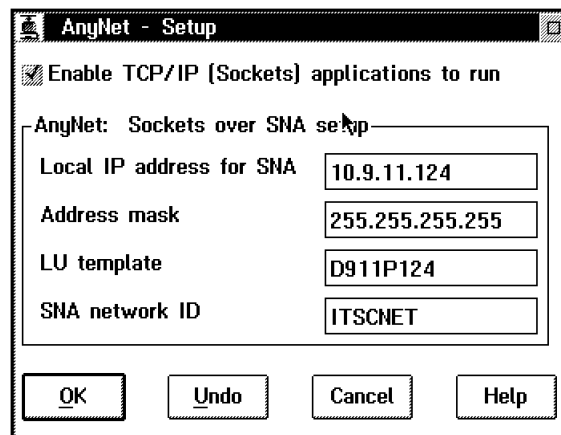 AnyNet - Setup
Enable TCP/IP (Sockets) applications to run
AnyNet: Sockets over SNA setup
Local IP address for SNA 10.9.11.124
Address mask 255.255.255.255
LU template D911P124
SNA network ID ITSCNET
OK Undo Cancel Help